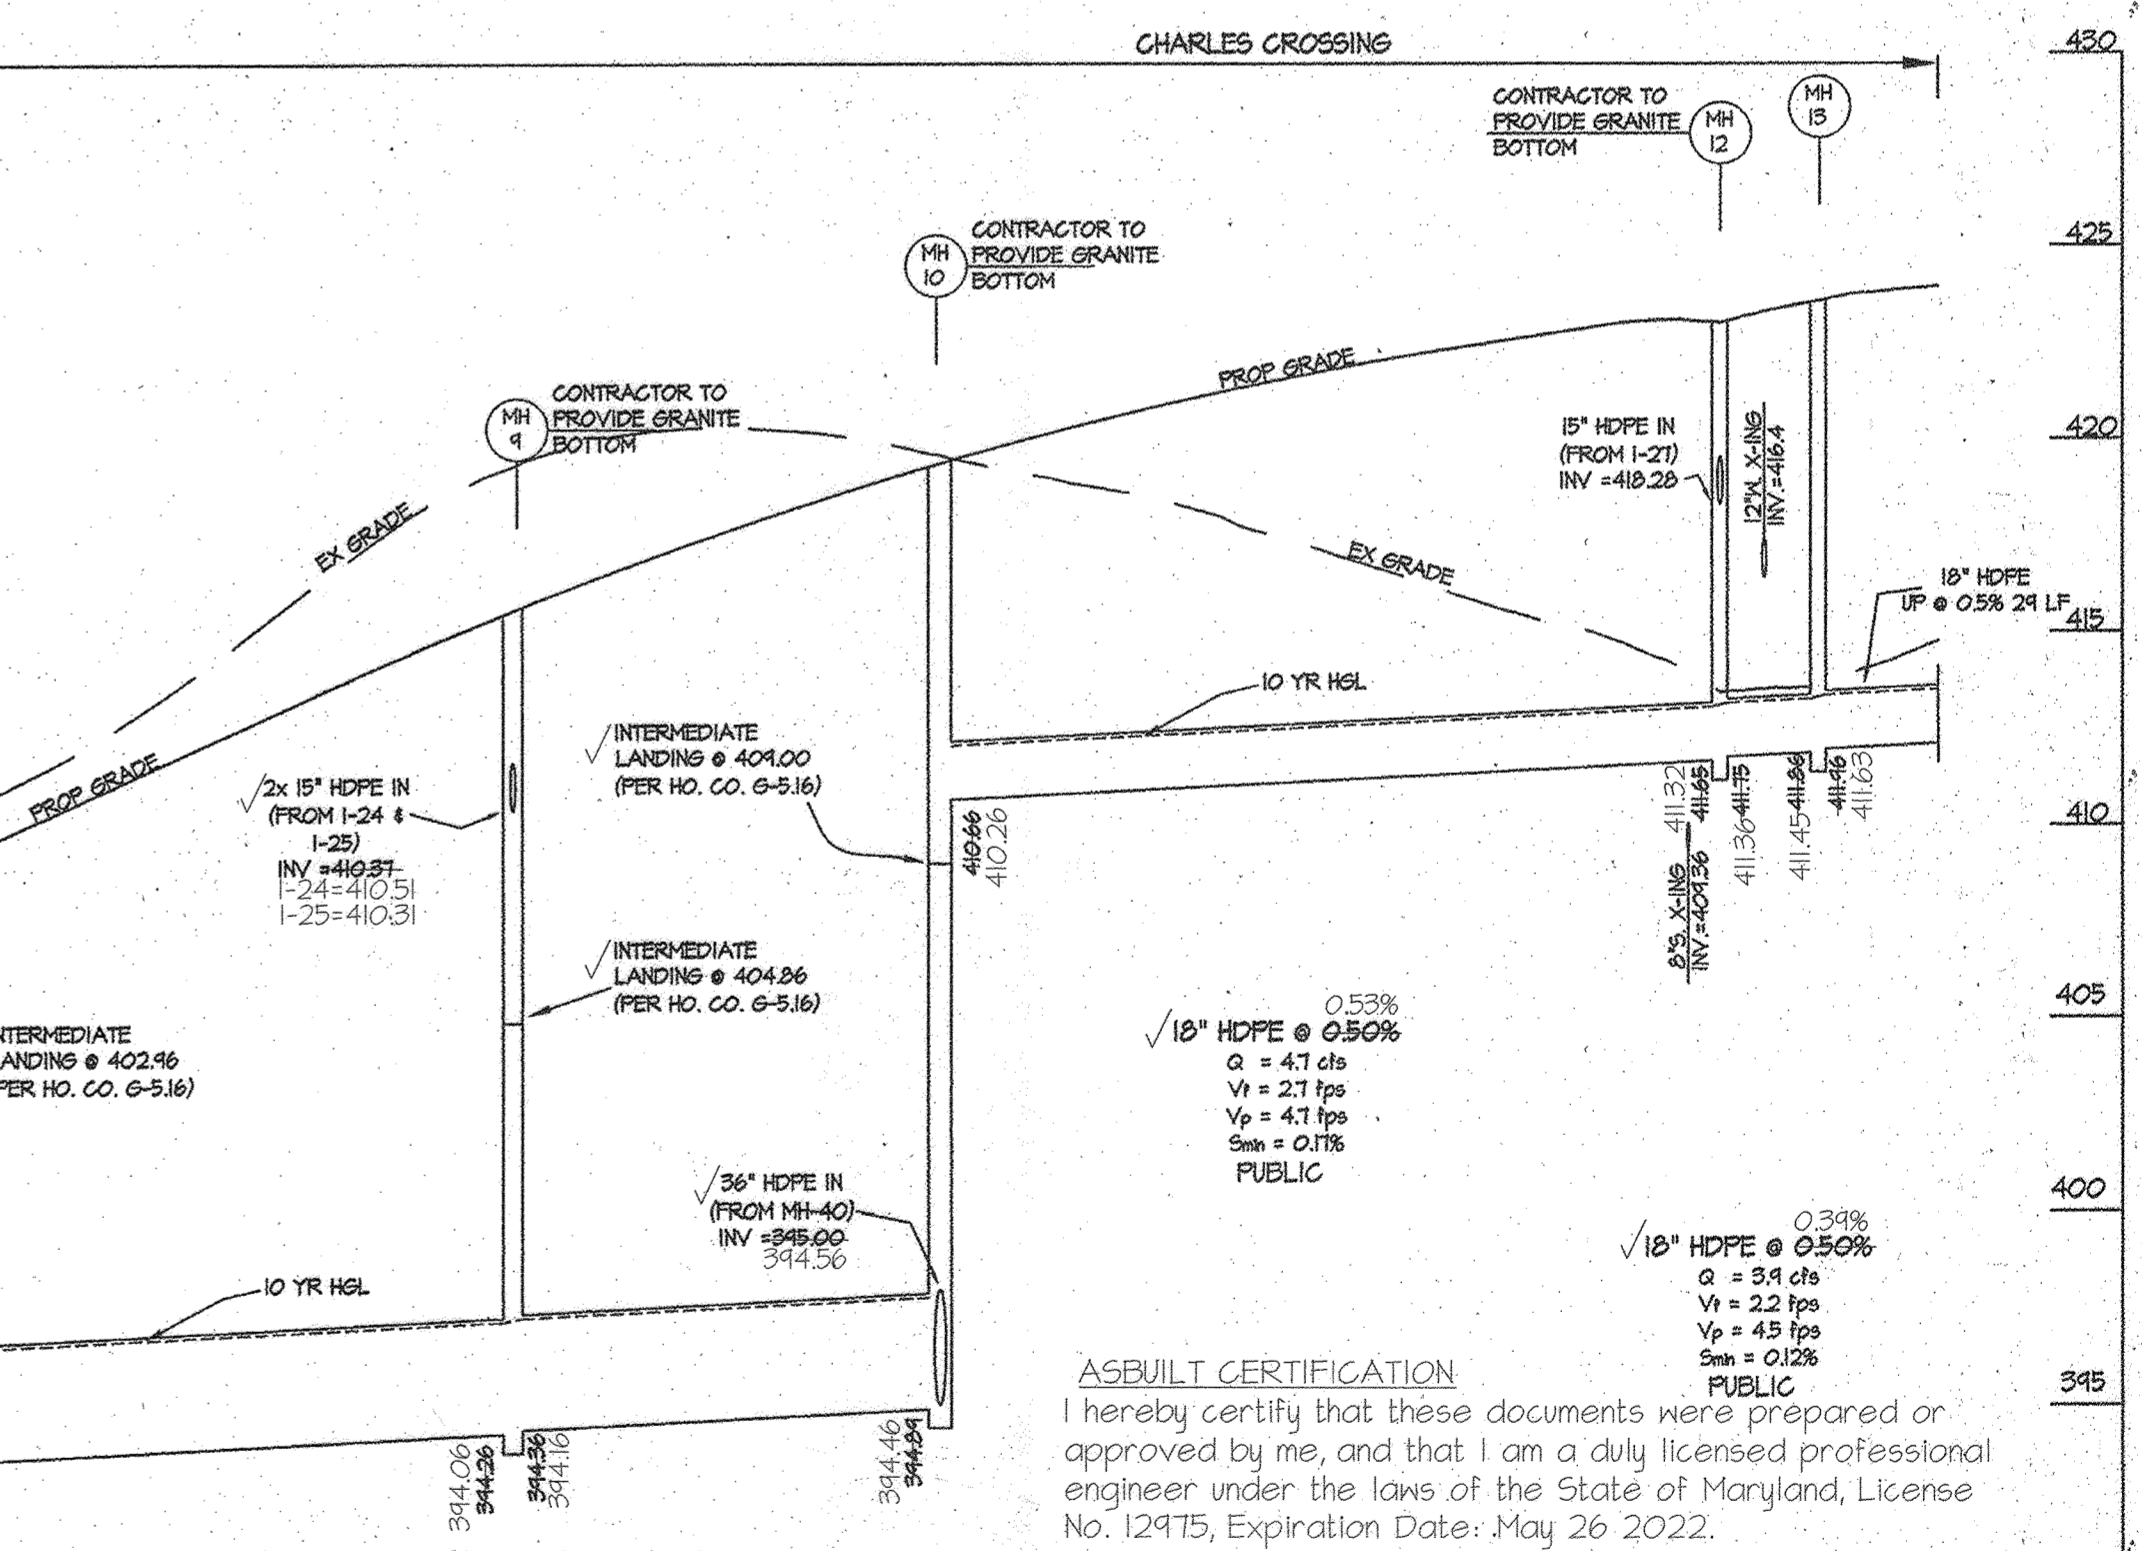 CHARLES CROSSING
430
CONTRACTOR TO
PROVIDE GRANITE
BOTTOM
MH
12
MH
13
425
CONTRACTOR TO
PROVIDE GRANITE
BOTTOM
MH
10
PROP GRADE
CONTRACTOR TO
PROVIDE GRANITE
BOTTOM
MH
9
EX GRADE
15" HDPE IN
(FROM I-27)
INV =418.28
12"W. X-ING
INV.=416.4
420
EX GRADE
18" HDPE
UP @ 0.5% 29 LF
415
10 YR HGL
PROP GRADE
2x 15" HDPE IN
(FROM I-24 &
I-25)
INV =410.37
I-24=410.51
I-25=410.31
√INTERMEDIATE
LANDING @ 409.00
(PER HO. CO. G-5.16)
410.66
410.26
411.32
411.65
411.75
411.36
411.45
411.86
411.96
411.63
410
8"S. X-ING
INV.=409.36
√INTERMEDIATE
LANDING @ 404.86
(PER HO. CO. G-5.16)
405
NTERMEDIATE
ANDING @ 402.96
PER HO. CO. G-5.16)
0.53%
√18" HDPE @ 0.50%
Q = 4.7 cfs
Vf = 2.7 fps
Vp = 4.7 fps
Smin = 0.17%
PUBLIC
400
√36" HDPE IN
(FROM MH-40)
INV =395.00
394.56
0.39%
√18" HDPE @ 0.50%
Q = 3.9 cfs
Vf = 2.2 fps
Vp = 4.5 fps
Smin = 0.12%
PUBLIC
10 YR HGL
395
394.06
394.26
394.36
394.16
394.46
394.89
ASBUILT CERTIFICATION
I hereby certify that these documents were prepared or
approved by me, and that I am a duly licensed professional
engineer under the laws of the State of Maryland, License
No. 12975, Expiration Date: May 26 2022.